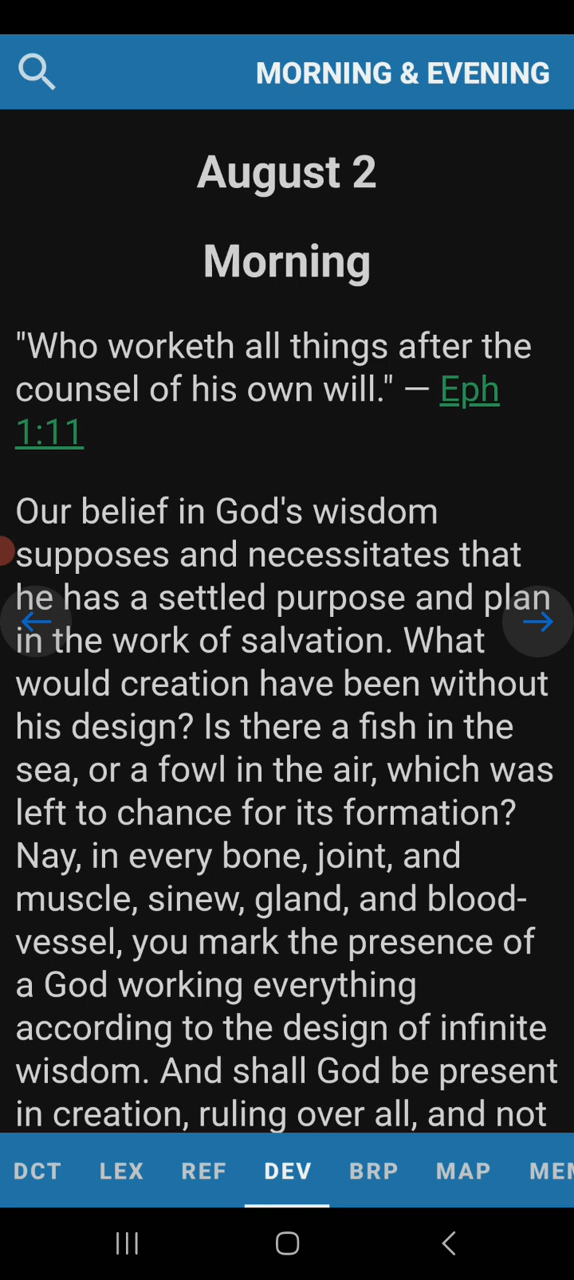 MORNING & EVENING
August 2
Morning
"Who worketh all things after the
counsel of his own will." — Eph
1:11
Our belief in God's wisdom
supposes and necessitates that
he has a settled purpose and plan
in the work of salvation. What
would creation have been without
his design? Is there a fish in the
sea, or a fowl in the air, which was
left to chance for its formation?
Nay, in every bone, joint, and
muscle, sinew, gland, and blood-
vessel, you mark the presence of
a God working everything
according to the design of infinite
wisdom. And shall God be present
in creation, ruling over all, and not
DCT LEX REF DEV BRP MAP MEM